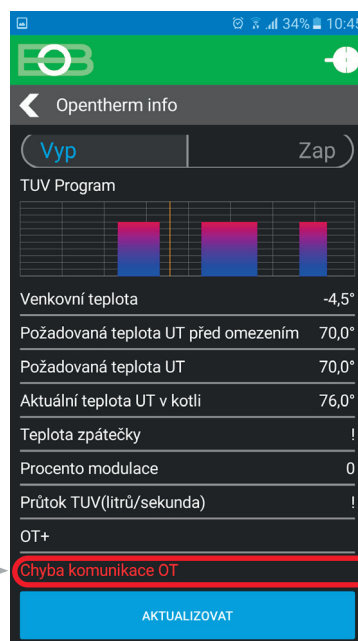 34% 10:45
EOB
Opentherm info
Vyp Zap
TUV Program
Venkovní teplota -4,5°
Požadovaná teplota UT před omezením 70,0°
Požadovaná teplota UT 70,0°
Aktuální teplota UT v kotli 76,0°
Teplota zpátečky !
Procento modulace 0
Průtok TUV(litrů/sekunda) !
OT+
Chyba komunikace OT
AKTUALIZOVAT